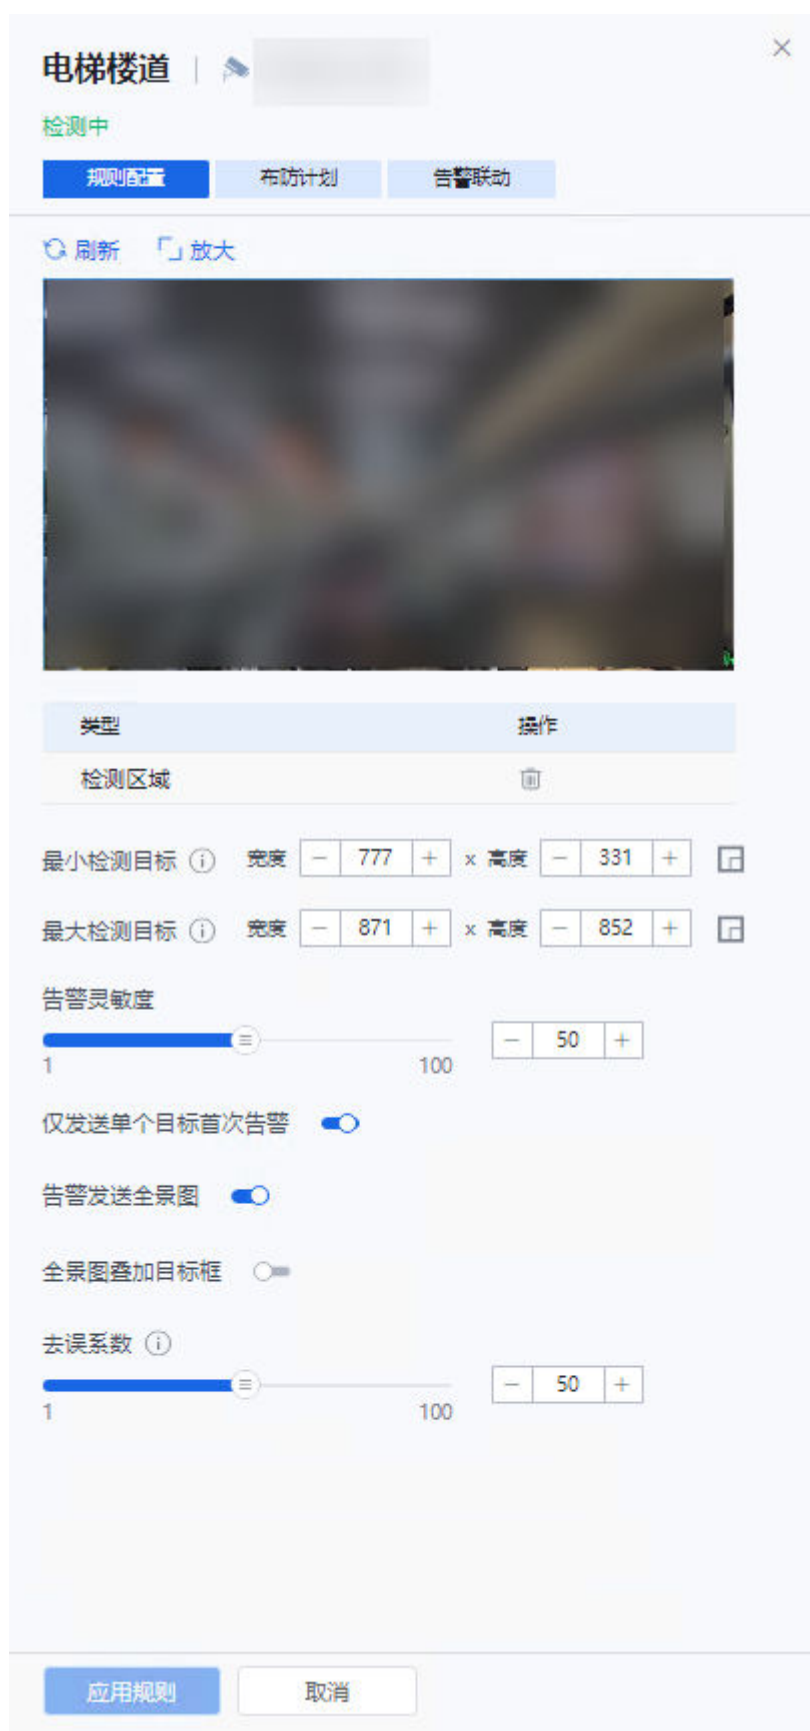 电梯楼道
检测中
规则配置 布防计划 告警联动
刷新 放大
类型 操作
检测区域
最小检测目标 宽度 − 777 + x 高度 − 331 +
最大检测目标 宽度 − 871 + x 高度 − 852 +
告警灵敏度
− 50 +
1 100
仅发送单个目标首次告警
告警发送全景图
全景图叠加目标框
去误系数
− 50 +
1 100
应用规则 取消